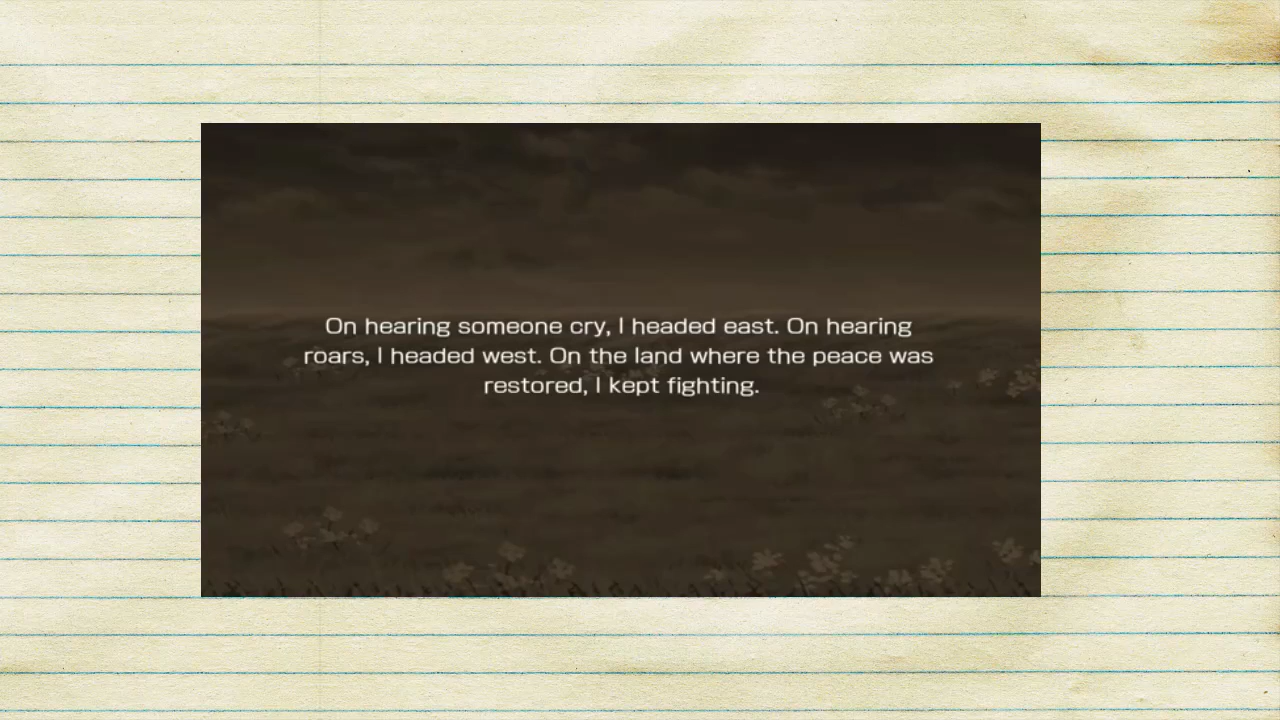 On hearing someone cry, I headed east. On hearing
roars, I headed west. On the land where the peace was
restored, I kept fighting.